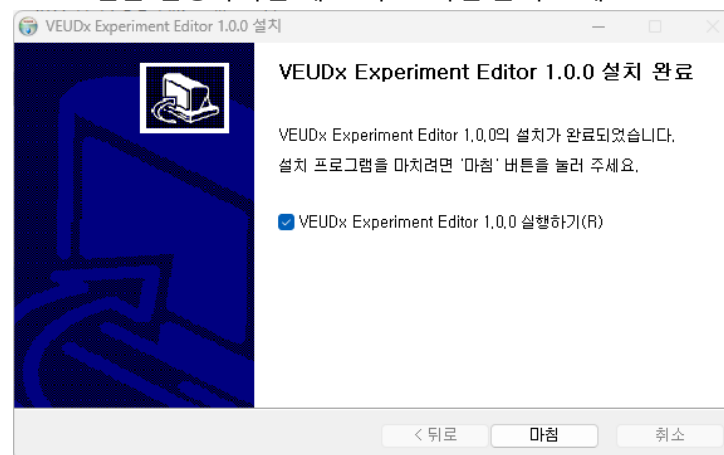 VEUDx Experiment Editor 1.0.0 설치
VEUDx Experiment Editor 1.0.0 설치 완료
VEUDx Experiment Editor 1.0.0의 설치가 완료되었습니다.
설치 프로그램을 마치려면 '마침' 버튼을 눌러 주세요.
VEUDx Experiment Editor 1.0.0 실행하기(R)
< 뒤로
마침
취소